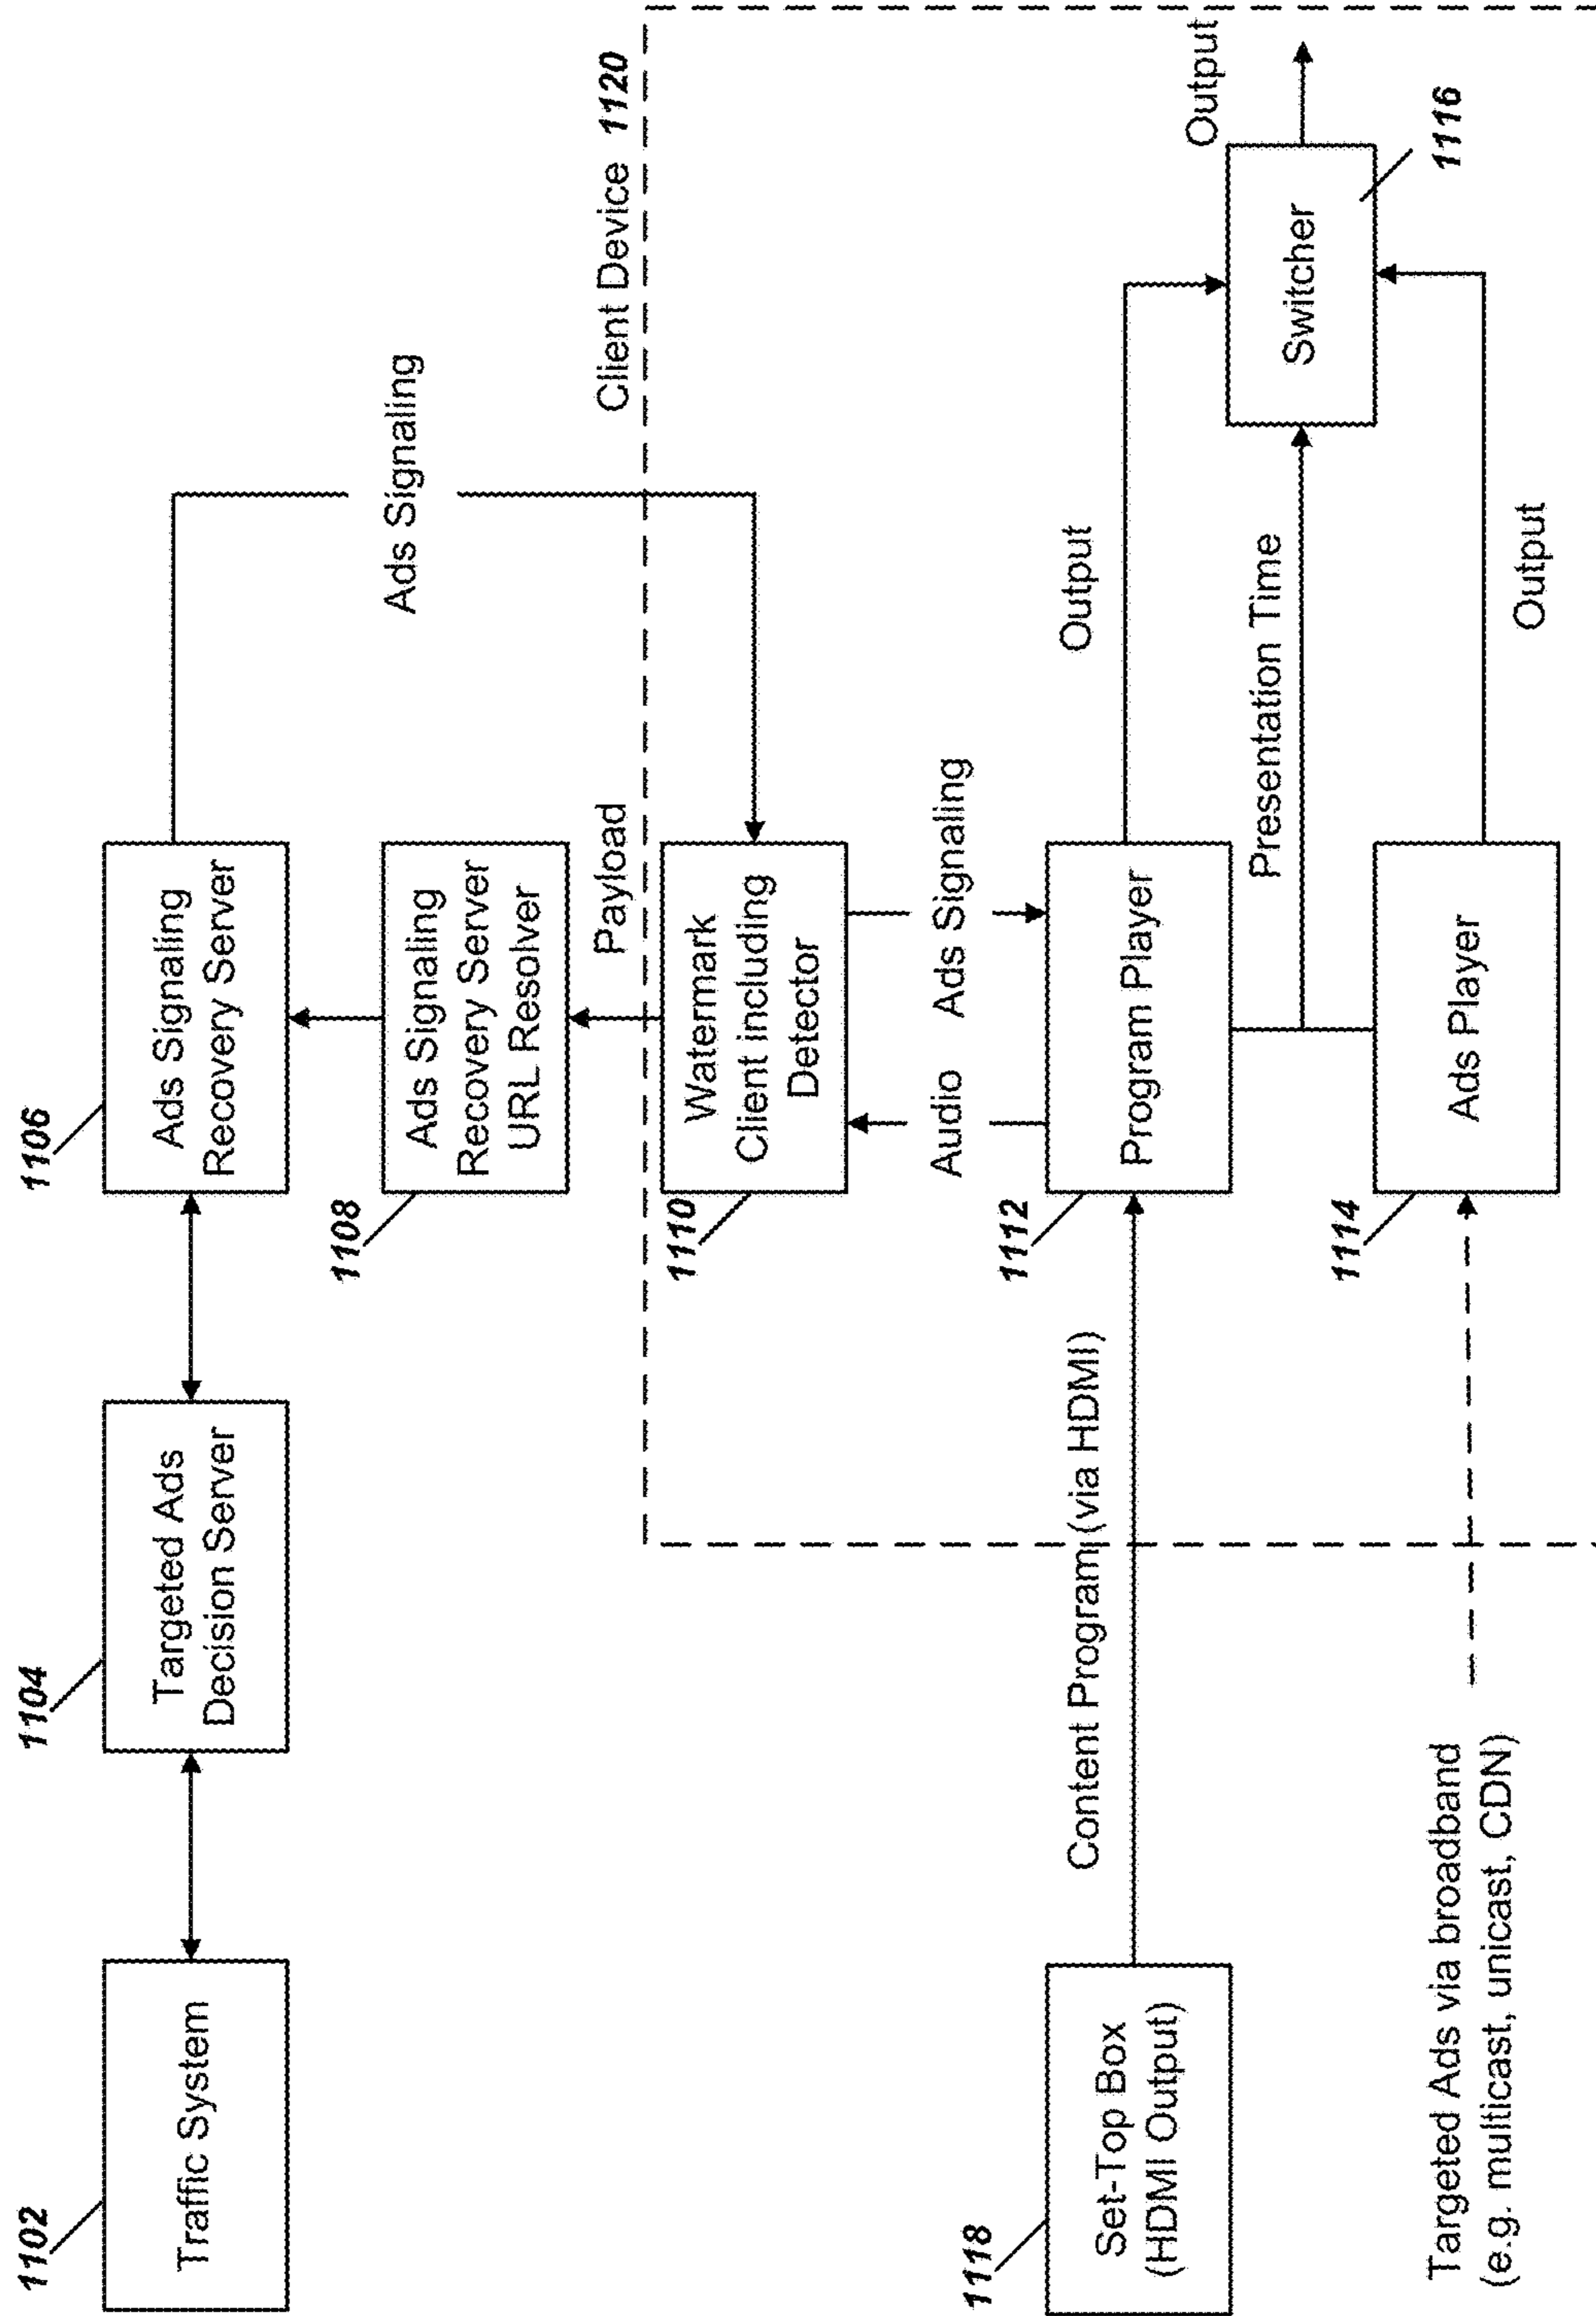 1102
Traffic System
1104
Targeted Ads
Decision Server
1106
Ads Signaling
Recovery Server
Ads Signaling
1108
Ads Signaling
Recovery Server
URL Resolver
Payload
Client Device 1120
1110
Watermark
Client including
Detector
Audio
Ads Signaling
1118
Set-Top Box
(HDMI Output)
Content Program (via HDMI)
1112
Program Player
Output
Presentation Time
Switcher
1116
Output
Targeted Ads via broadband
(e.g. multicast, unicast, CDN)
1114
Ads Player
Output